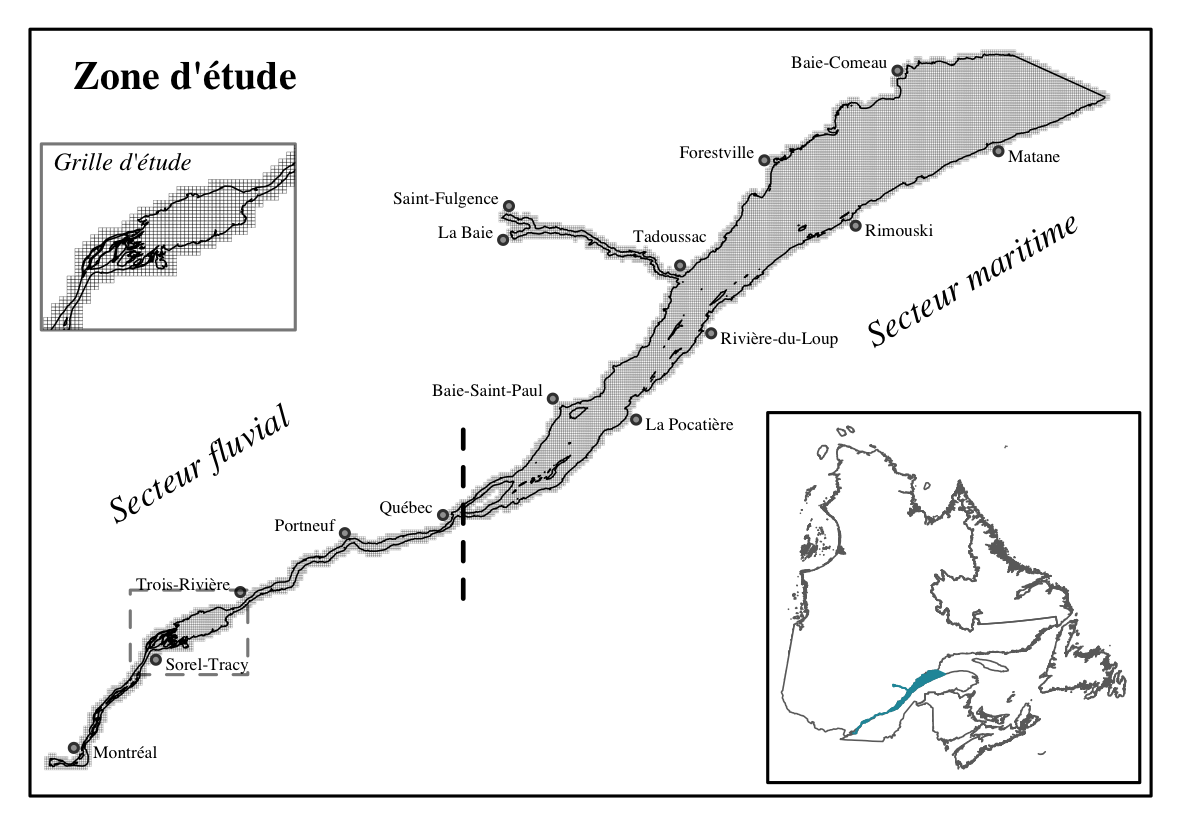 Zone d'étude
Baie-Comeau
Grille d'étude
Forestville
Matane
Saint-Fulgence
La Baie
Tadoussac
Rimouski
Secteur maritime
Rivière-du-Loup
Baie-Saint-Paul
La Pocatière
Secteur fluvial
Québec
Portneuf
Trois-Rivière
Sorel-Tracy
Montréal